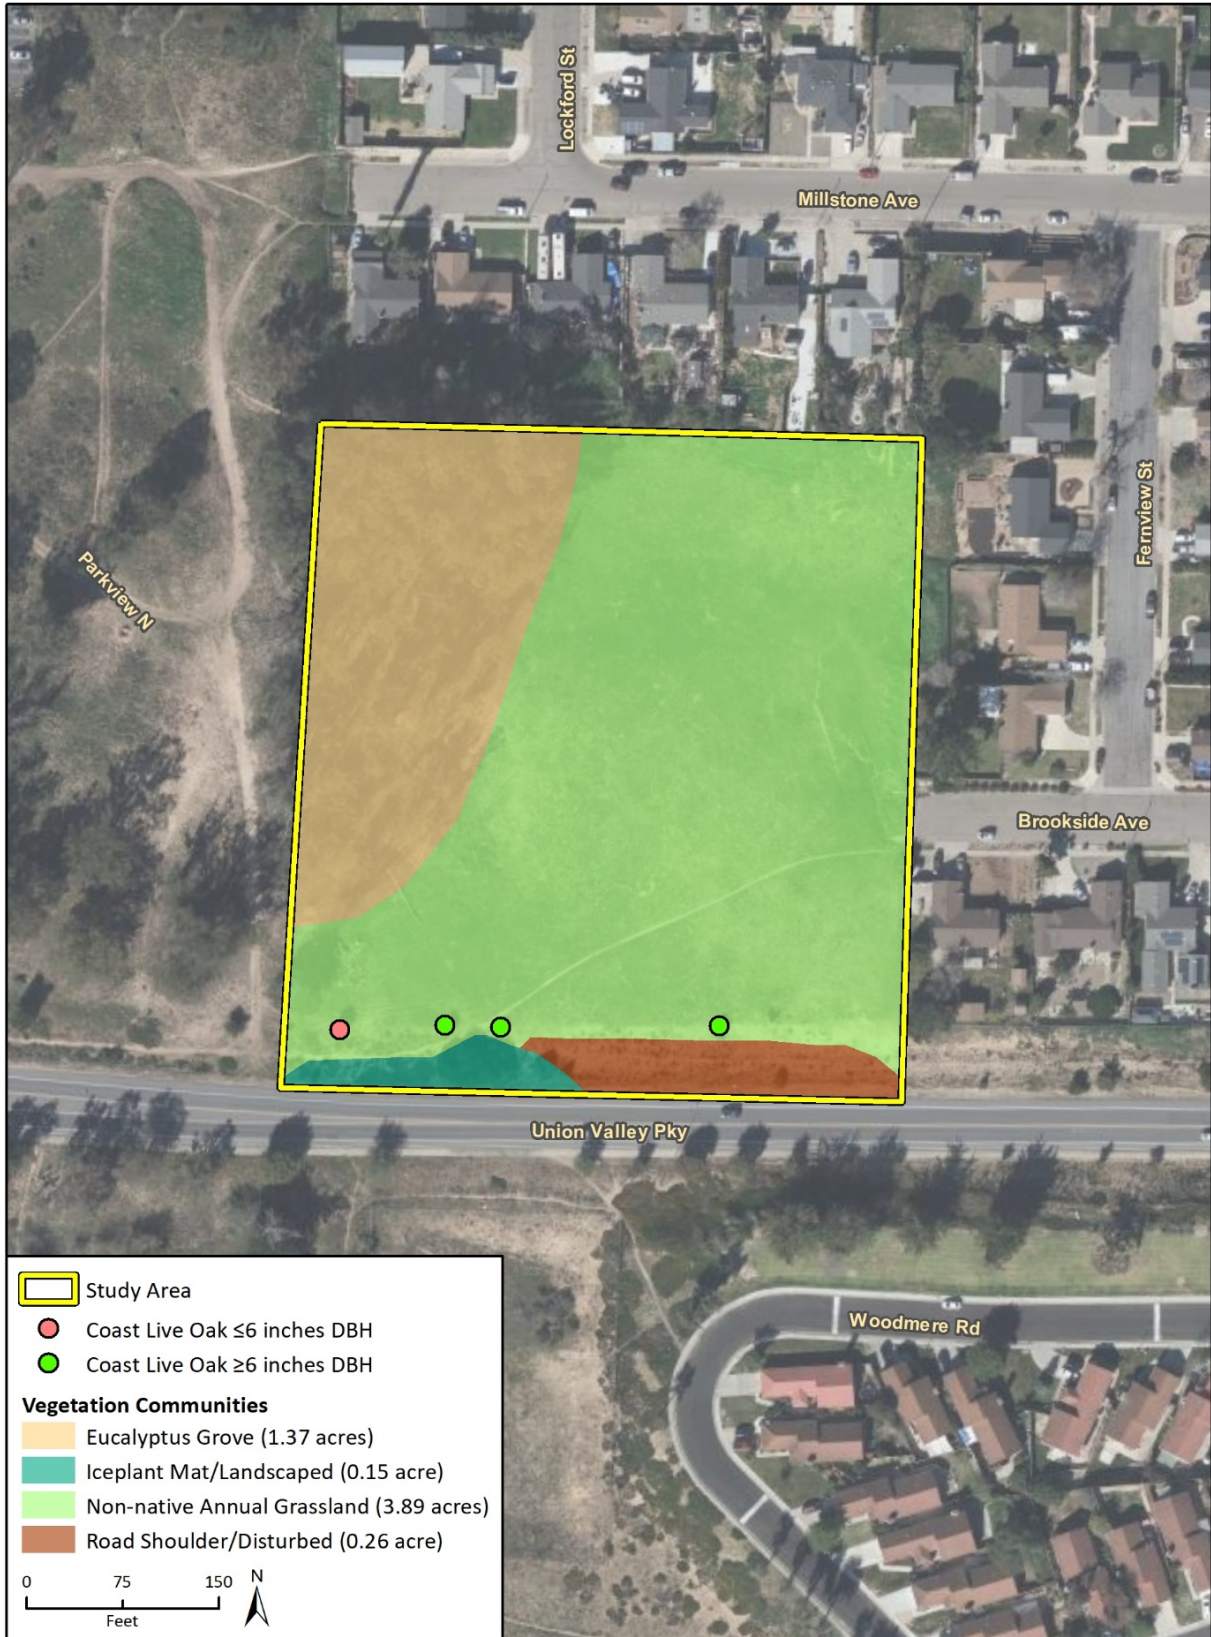 Lockford St
Millstone Ave
Fernview St
Parkview N
Brookside Ave
Union Valley Pky
Woodmere Rd
Study Area
Coast Live Oak ≤6 inches DBH
Coast Live Oak ≥6 inches DBH
Vegetation Communities
Eucalyptus Grove (1.37 acres)
Iceplant Mat/Landscaped (0.15 acre)
Non-native Annual Grassland (3.89 acres)
Road Shoulder/Disturbed (0.26 acre)
0 75 150
Feet
N